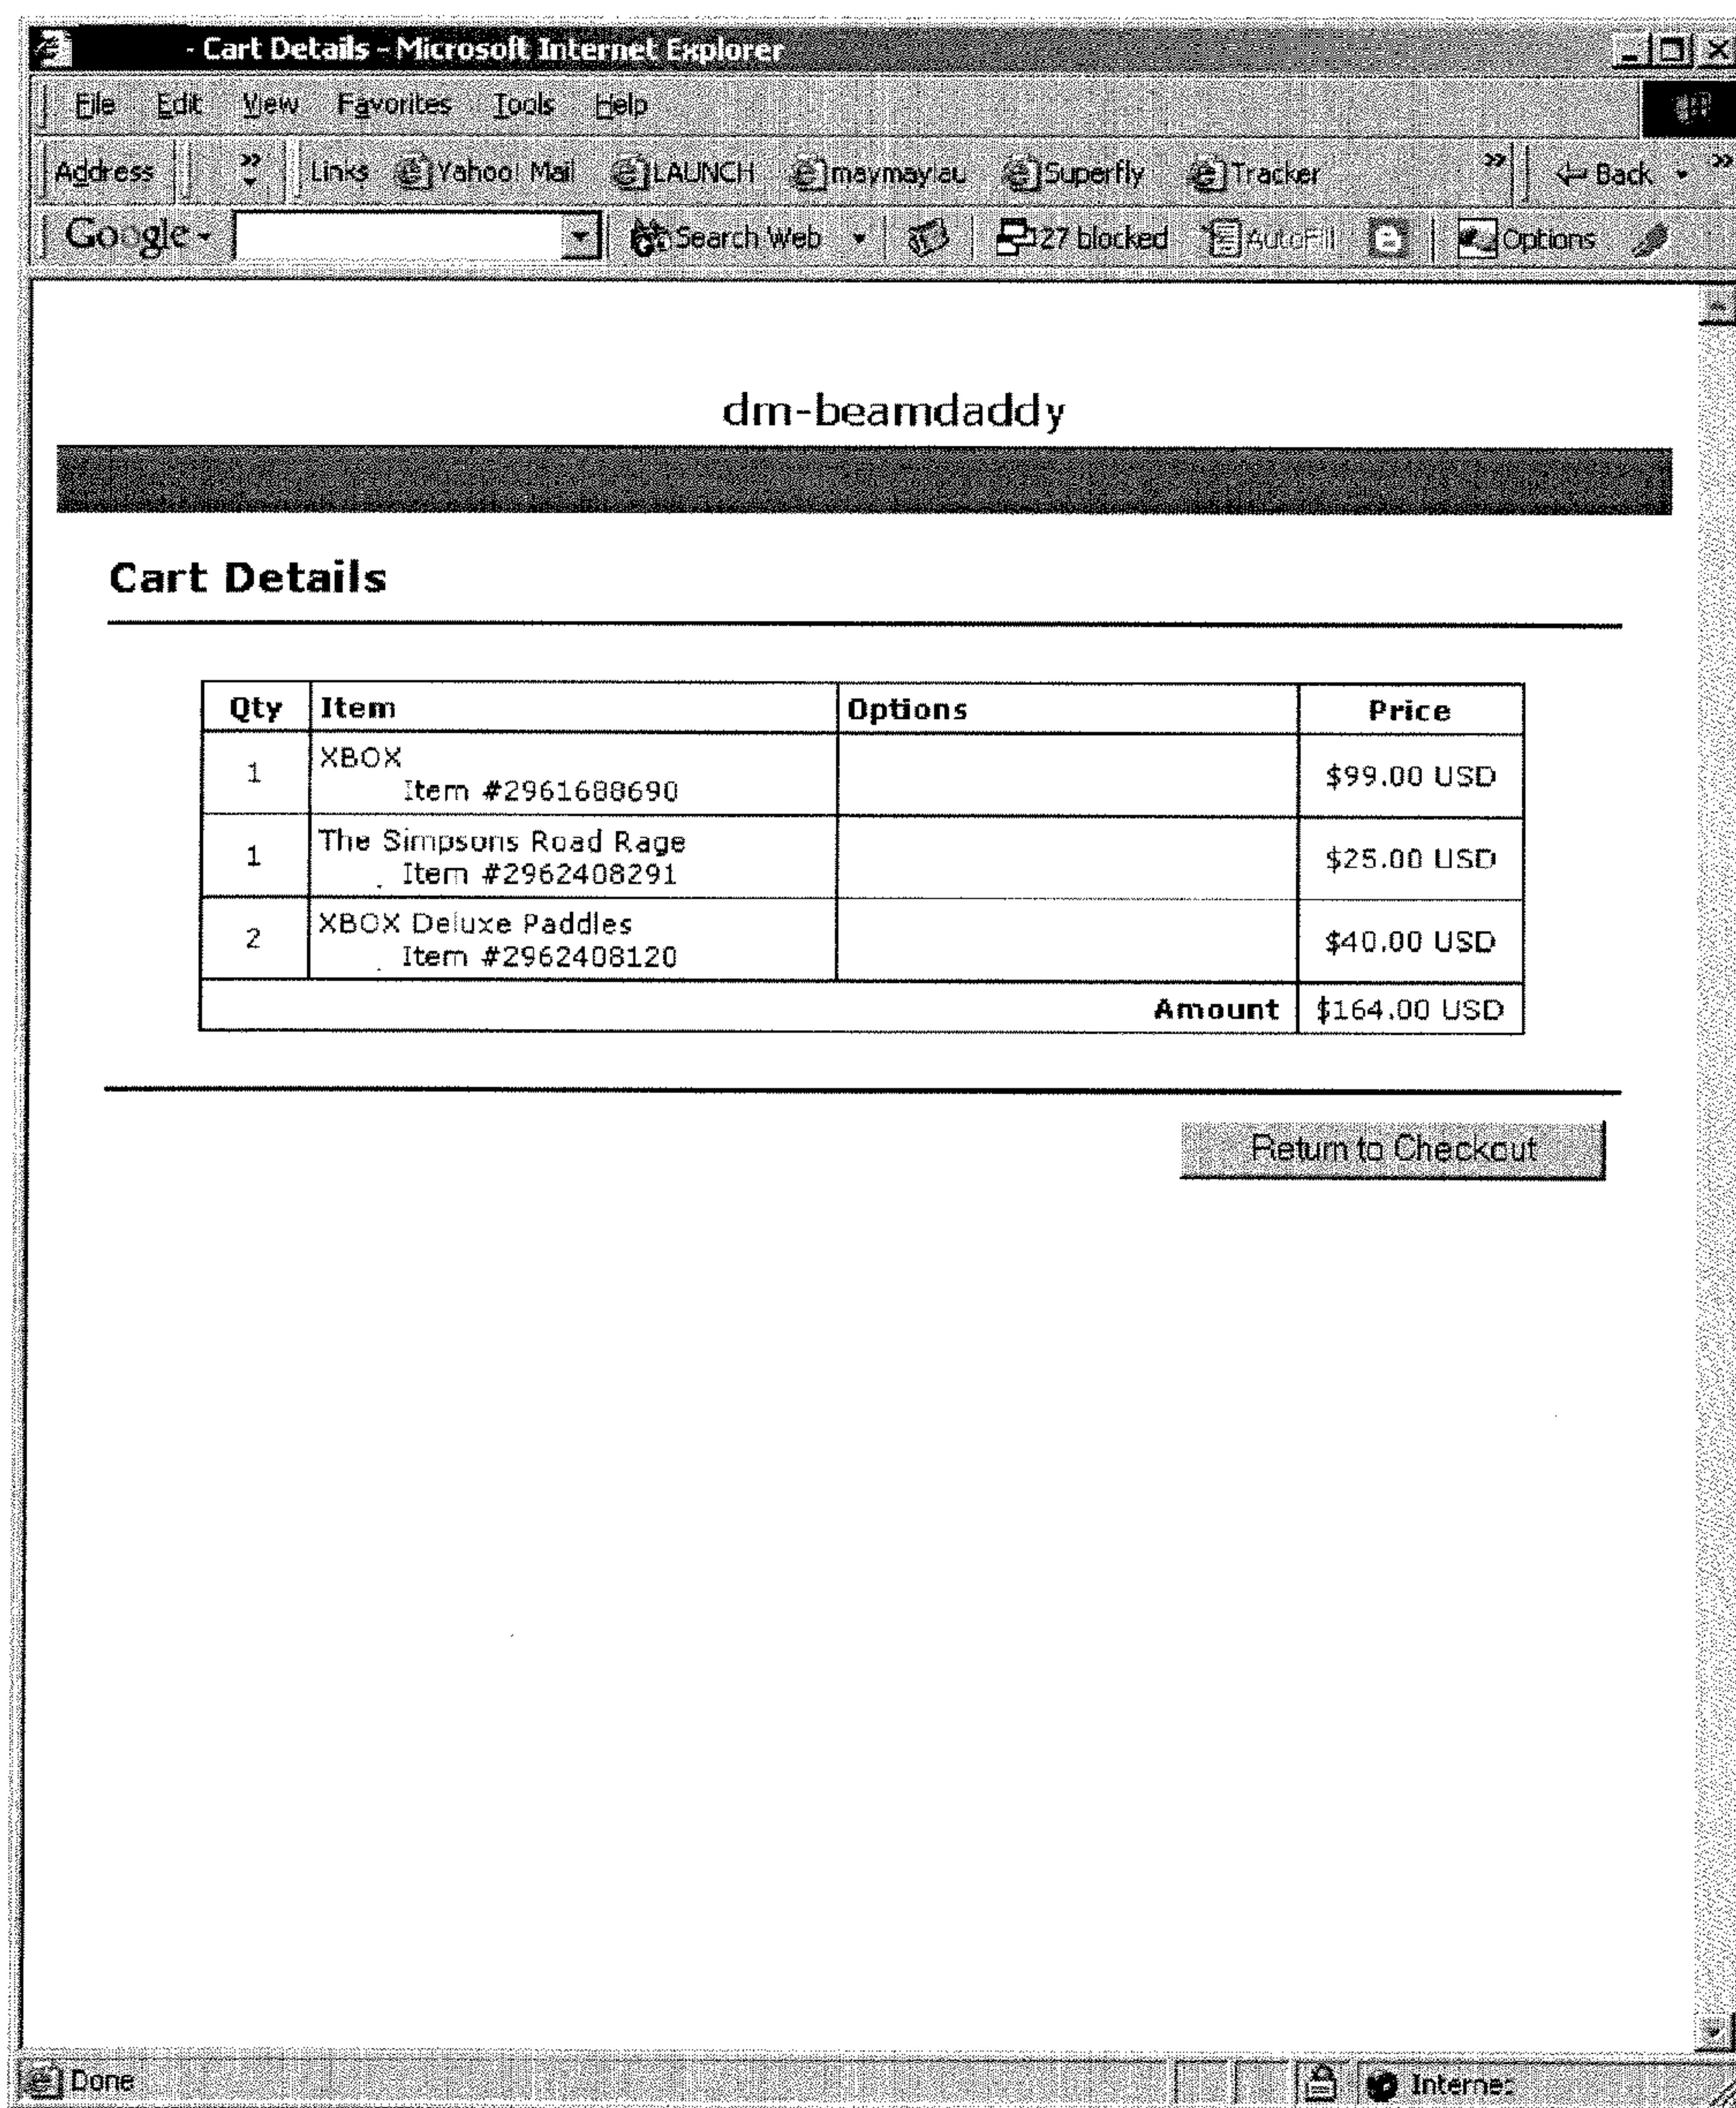 - Cart Details - Microsoft Internet Explorer
File Edit View Favorites Tools Help
Address » Links Yahoo! Mail LAUNCH maymaylau Superfly Tracker » Back »
Google Search Web 127 blocked AutoFill Options
dm-beamdaddy
Cart Details
Qty Item Options Price
1 XBOX $99.00 USD
Item #2961688690
1 The Simpsons Road Rage $25.00 USD
Item #2962408291
2 XBOX Deluxe Paddles $40.00 USD
Item #2962408120
Amount $164.00 USD
Return to Checkout
Done Internet